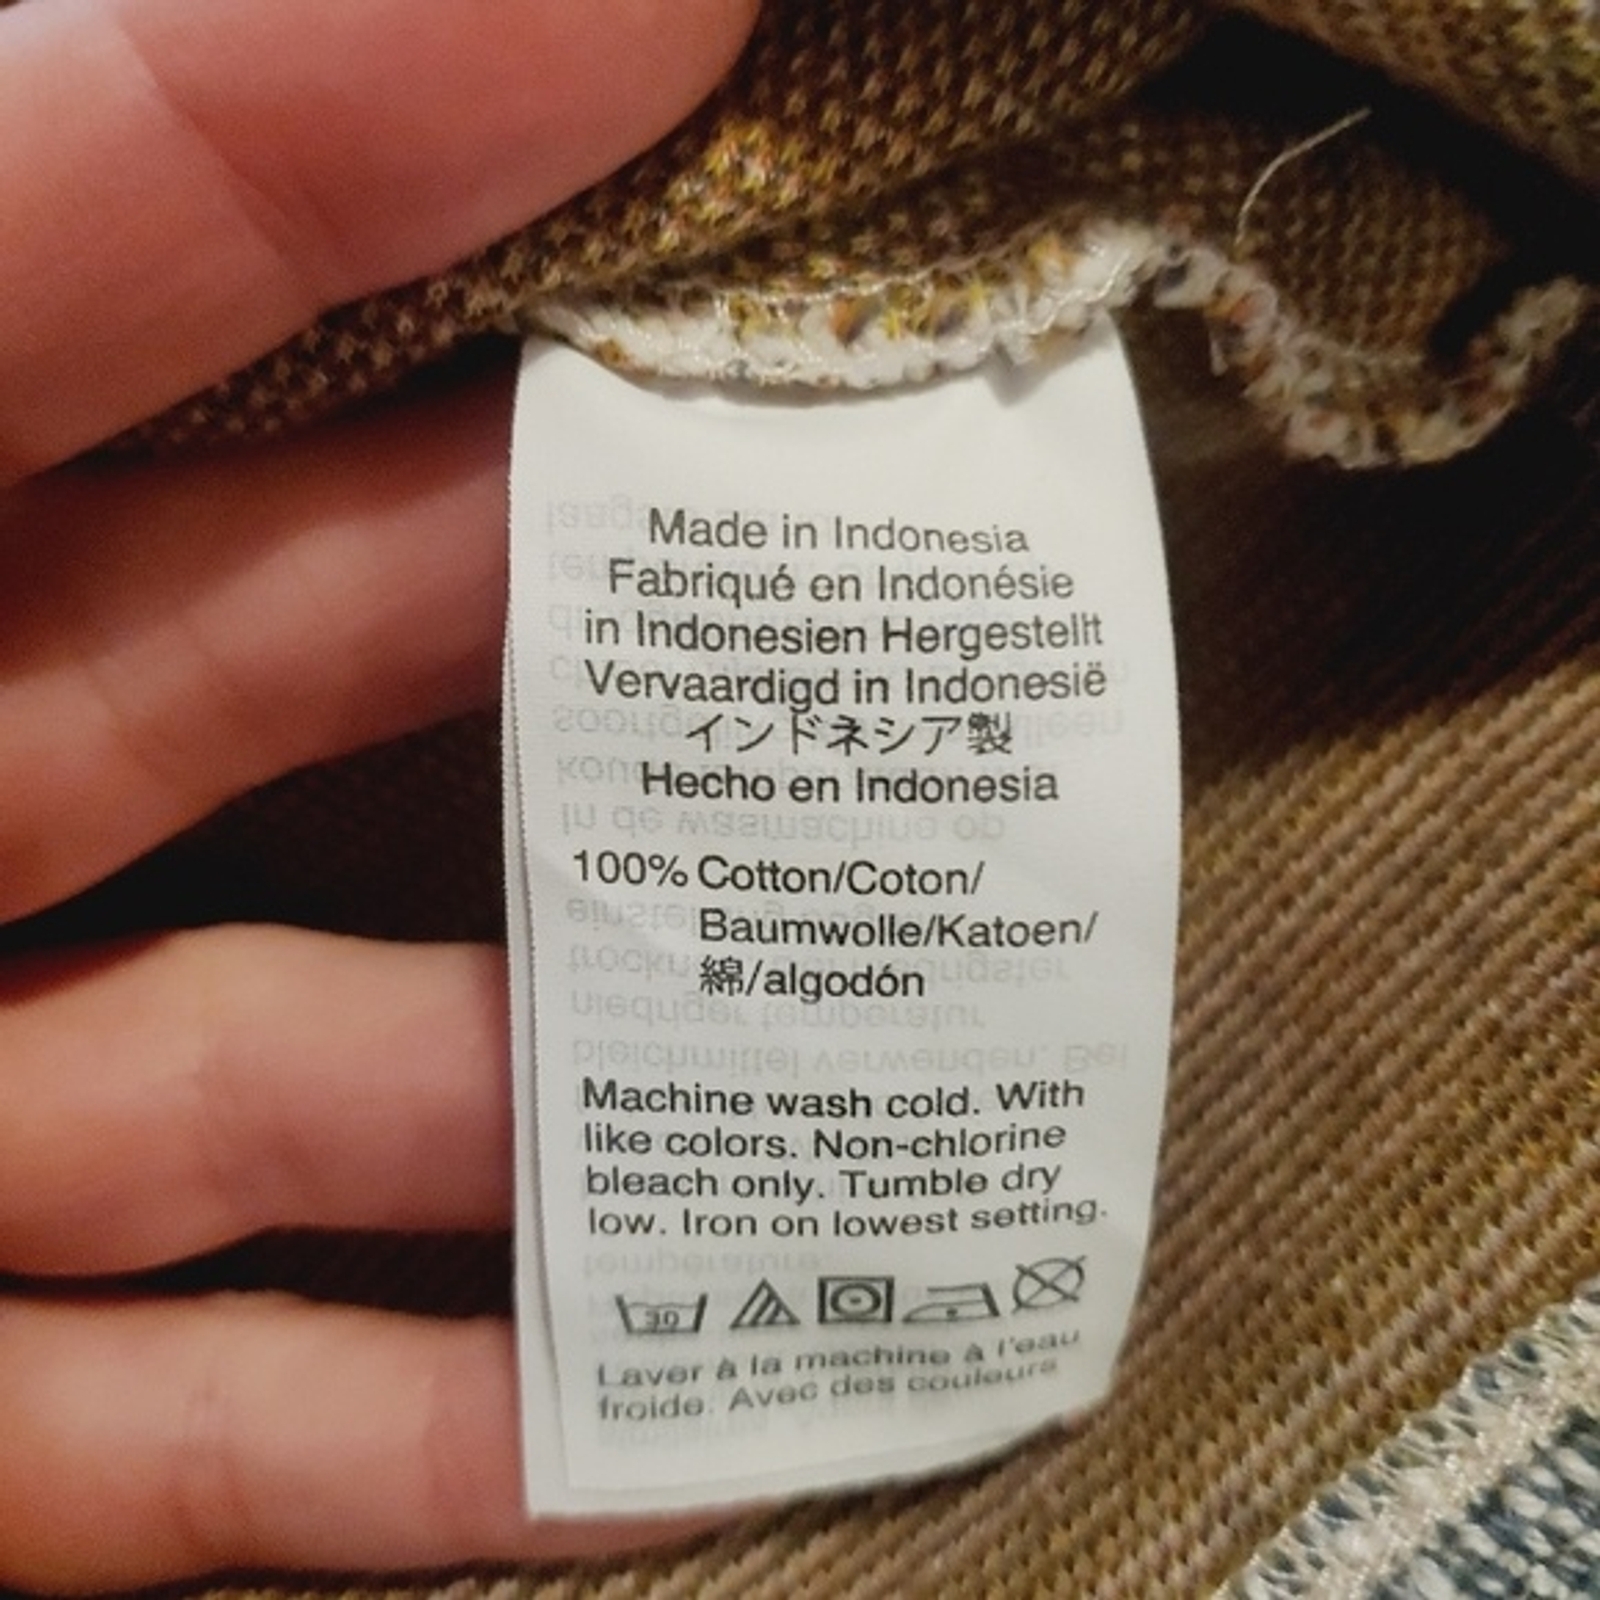 Made in Indonesia
Fabriqué en Indonésie
in Indonesien Hergestellt
Vervaardigd in Indonesië
インドネシア製
Hecho en Indonesia
100% Cotton/Coton/
Baumwolle/Katoen/
綿/algodón
Machine wash cold. With
like colors. Non-chlorine
bleach only. Tumble dry
low. Iron on lowest setting.
30
Laver à la machine à l'eau
froide. Avec des couleurs